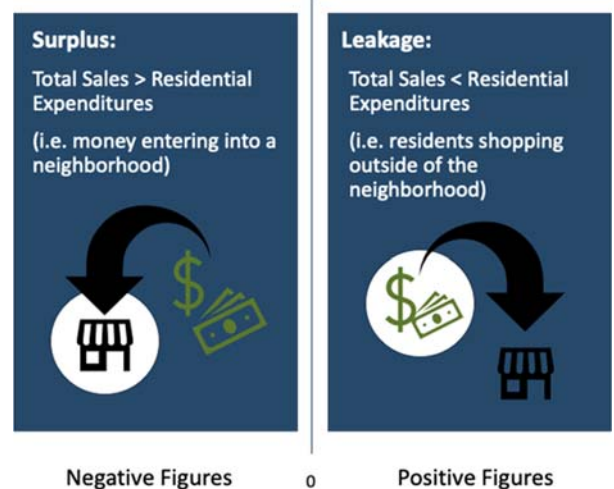 Surplus:
Total Sales > Residential
Expenditures
(i.e. money entering into a
neighborhood)
$
Leakage:
Total Sales < Residential
Expenditures
(i.e. residents shopping
outside of the
neighborhood)
$
Negative Figures
0
Positive Figures